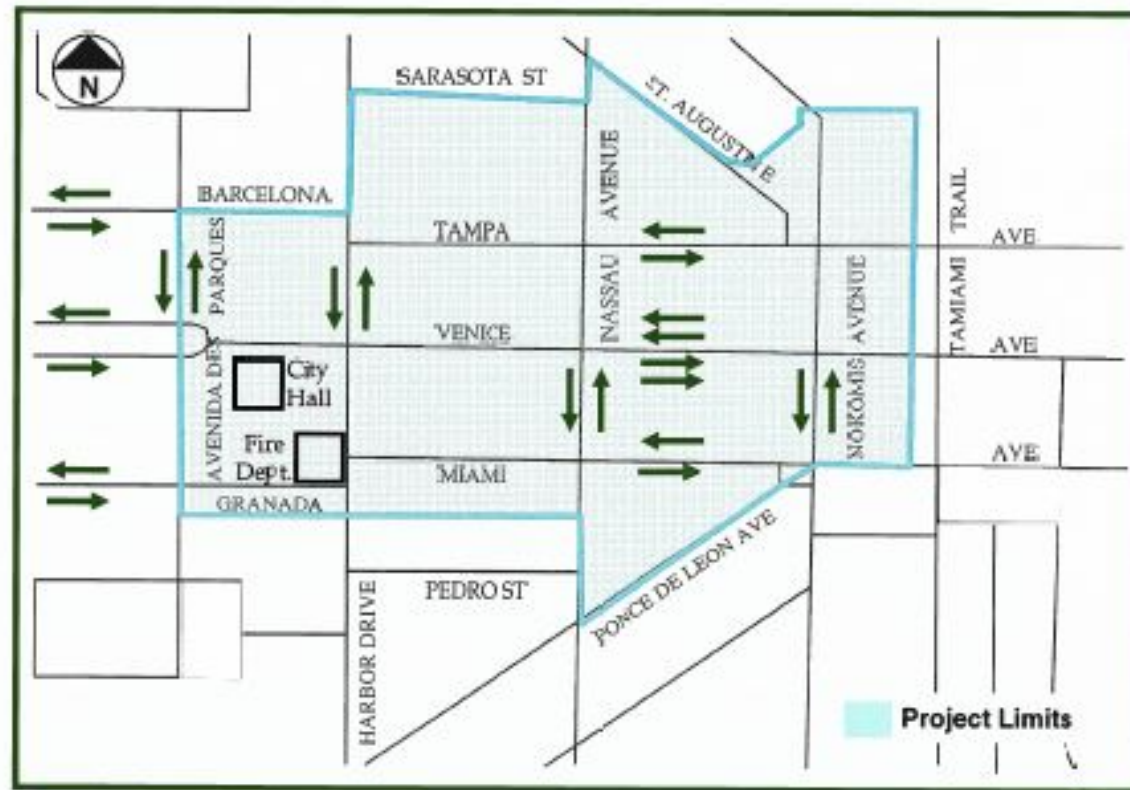 N
SARASOTA ST
ST. AUGUSTINE
BARCELONA
PARQUES
AVENIDA DES
TAMPA
AVENUE
NASSAU
TRAIL
TAMIAMI
AVE.
VENICE
AVENUE
NOKOMIS
AVE
City
Hall
Fire
Dept.
MIAMI
AVE
GRANADA
PEDRO ST
PONCE DE LEON AVE
HARBOR DRIVE
Project Limits